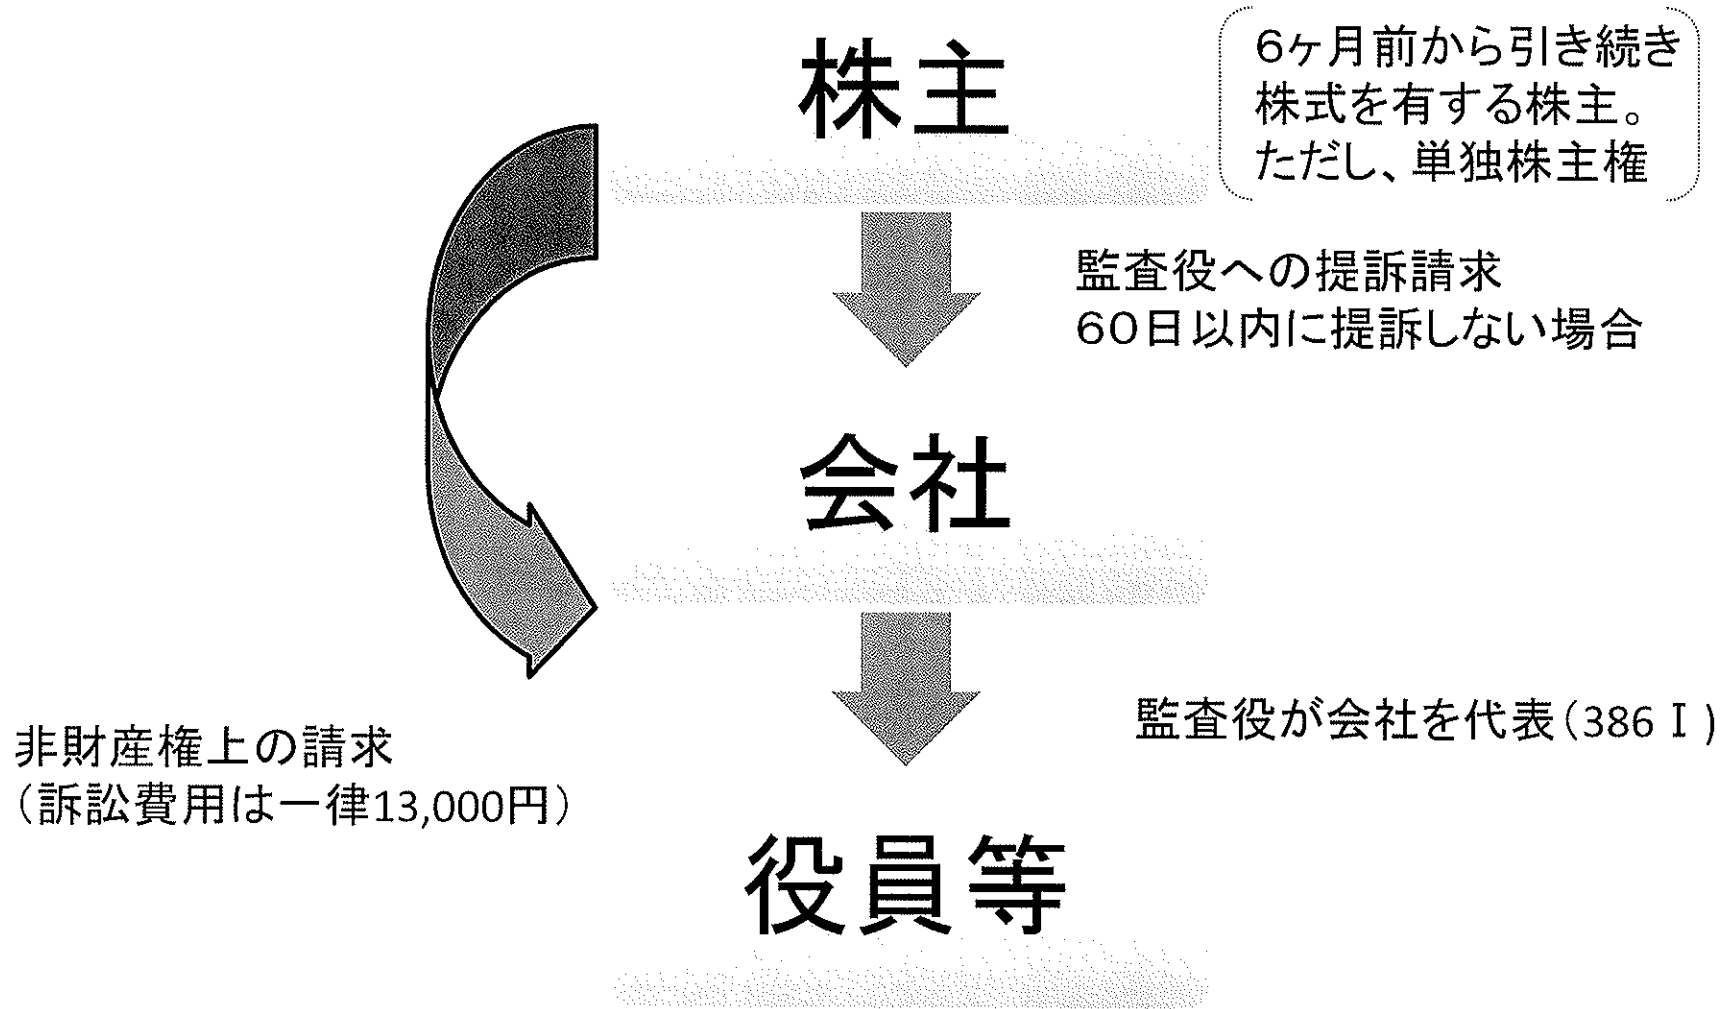 株主
６ヶ月前から引き続き
株式を有する株主。
ただし、単独株主権
監査役への提訴請求
６０日以内に提訴しない場合
会社
監査役が会社を代表（386Ⅰ)
非財産権上の請求
（訴訟費用は一律13,000円）
役員等